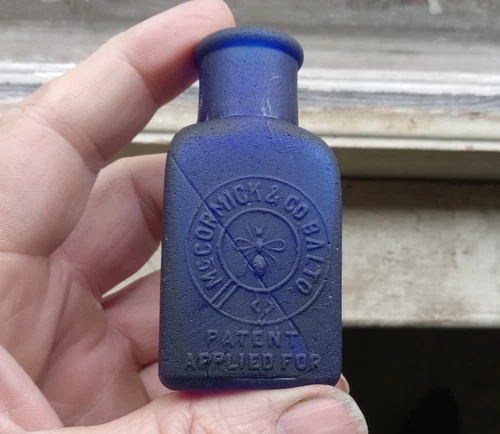 McCORMICK & CO BALTO.
PATENT
APPLIED FOR